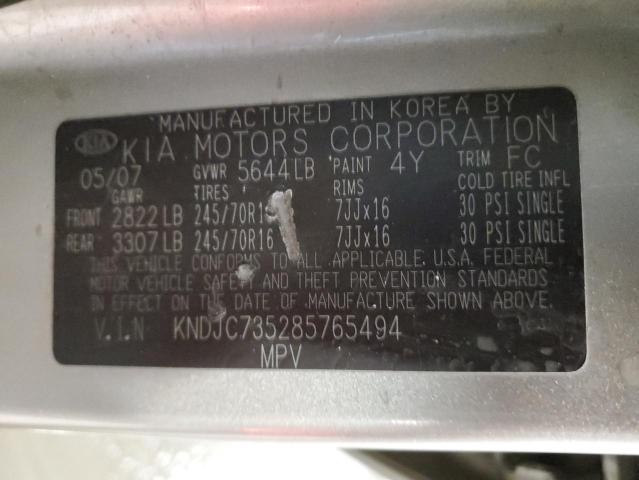 MANUFACTURED IN KOREA BY
KIA KIA MOTORS CORPORATION
05/07 GVWR 5644LB PAINT 4Y TRIM FC
GAWR TIRES RIMS COLD TIRE INFL
FRONT 2822LB 245/70R16 7JJx16 30 PSI SINGLE
REAR 3307LB 245/70R16 7JJx16 30 PSI SINGLE
THIS VEHICLE CONFORMS TO ALL APPLICABLE U.S.A. FEDERAL
MOTOR VEHICLE SAFETY AND THEFT PREVENTION STANDARDS
IN EFFECT ON THE DATE OF MANUFACTURE SHOWN ABOVE.
V.I.N KNDJC735285765494
MPV